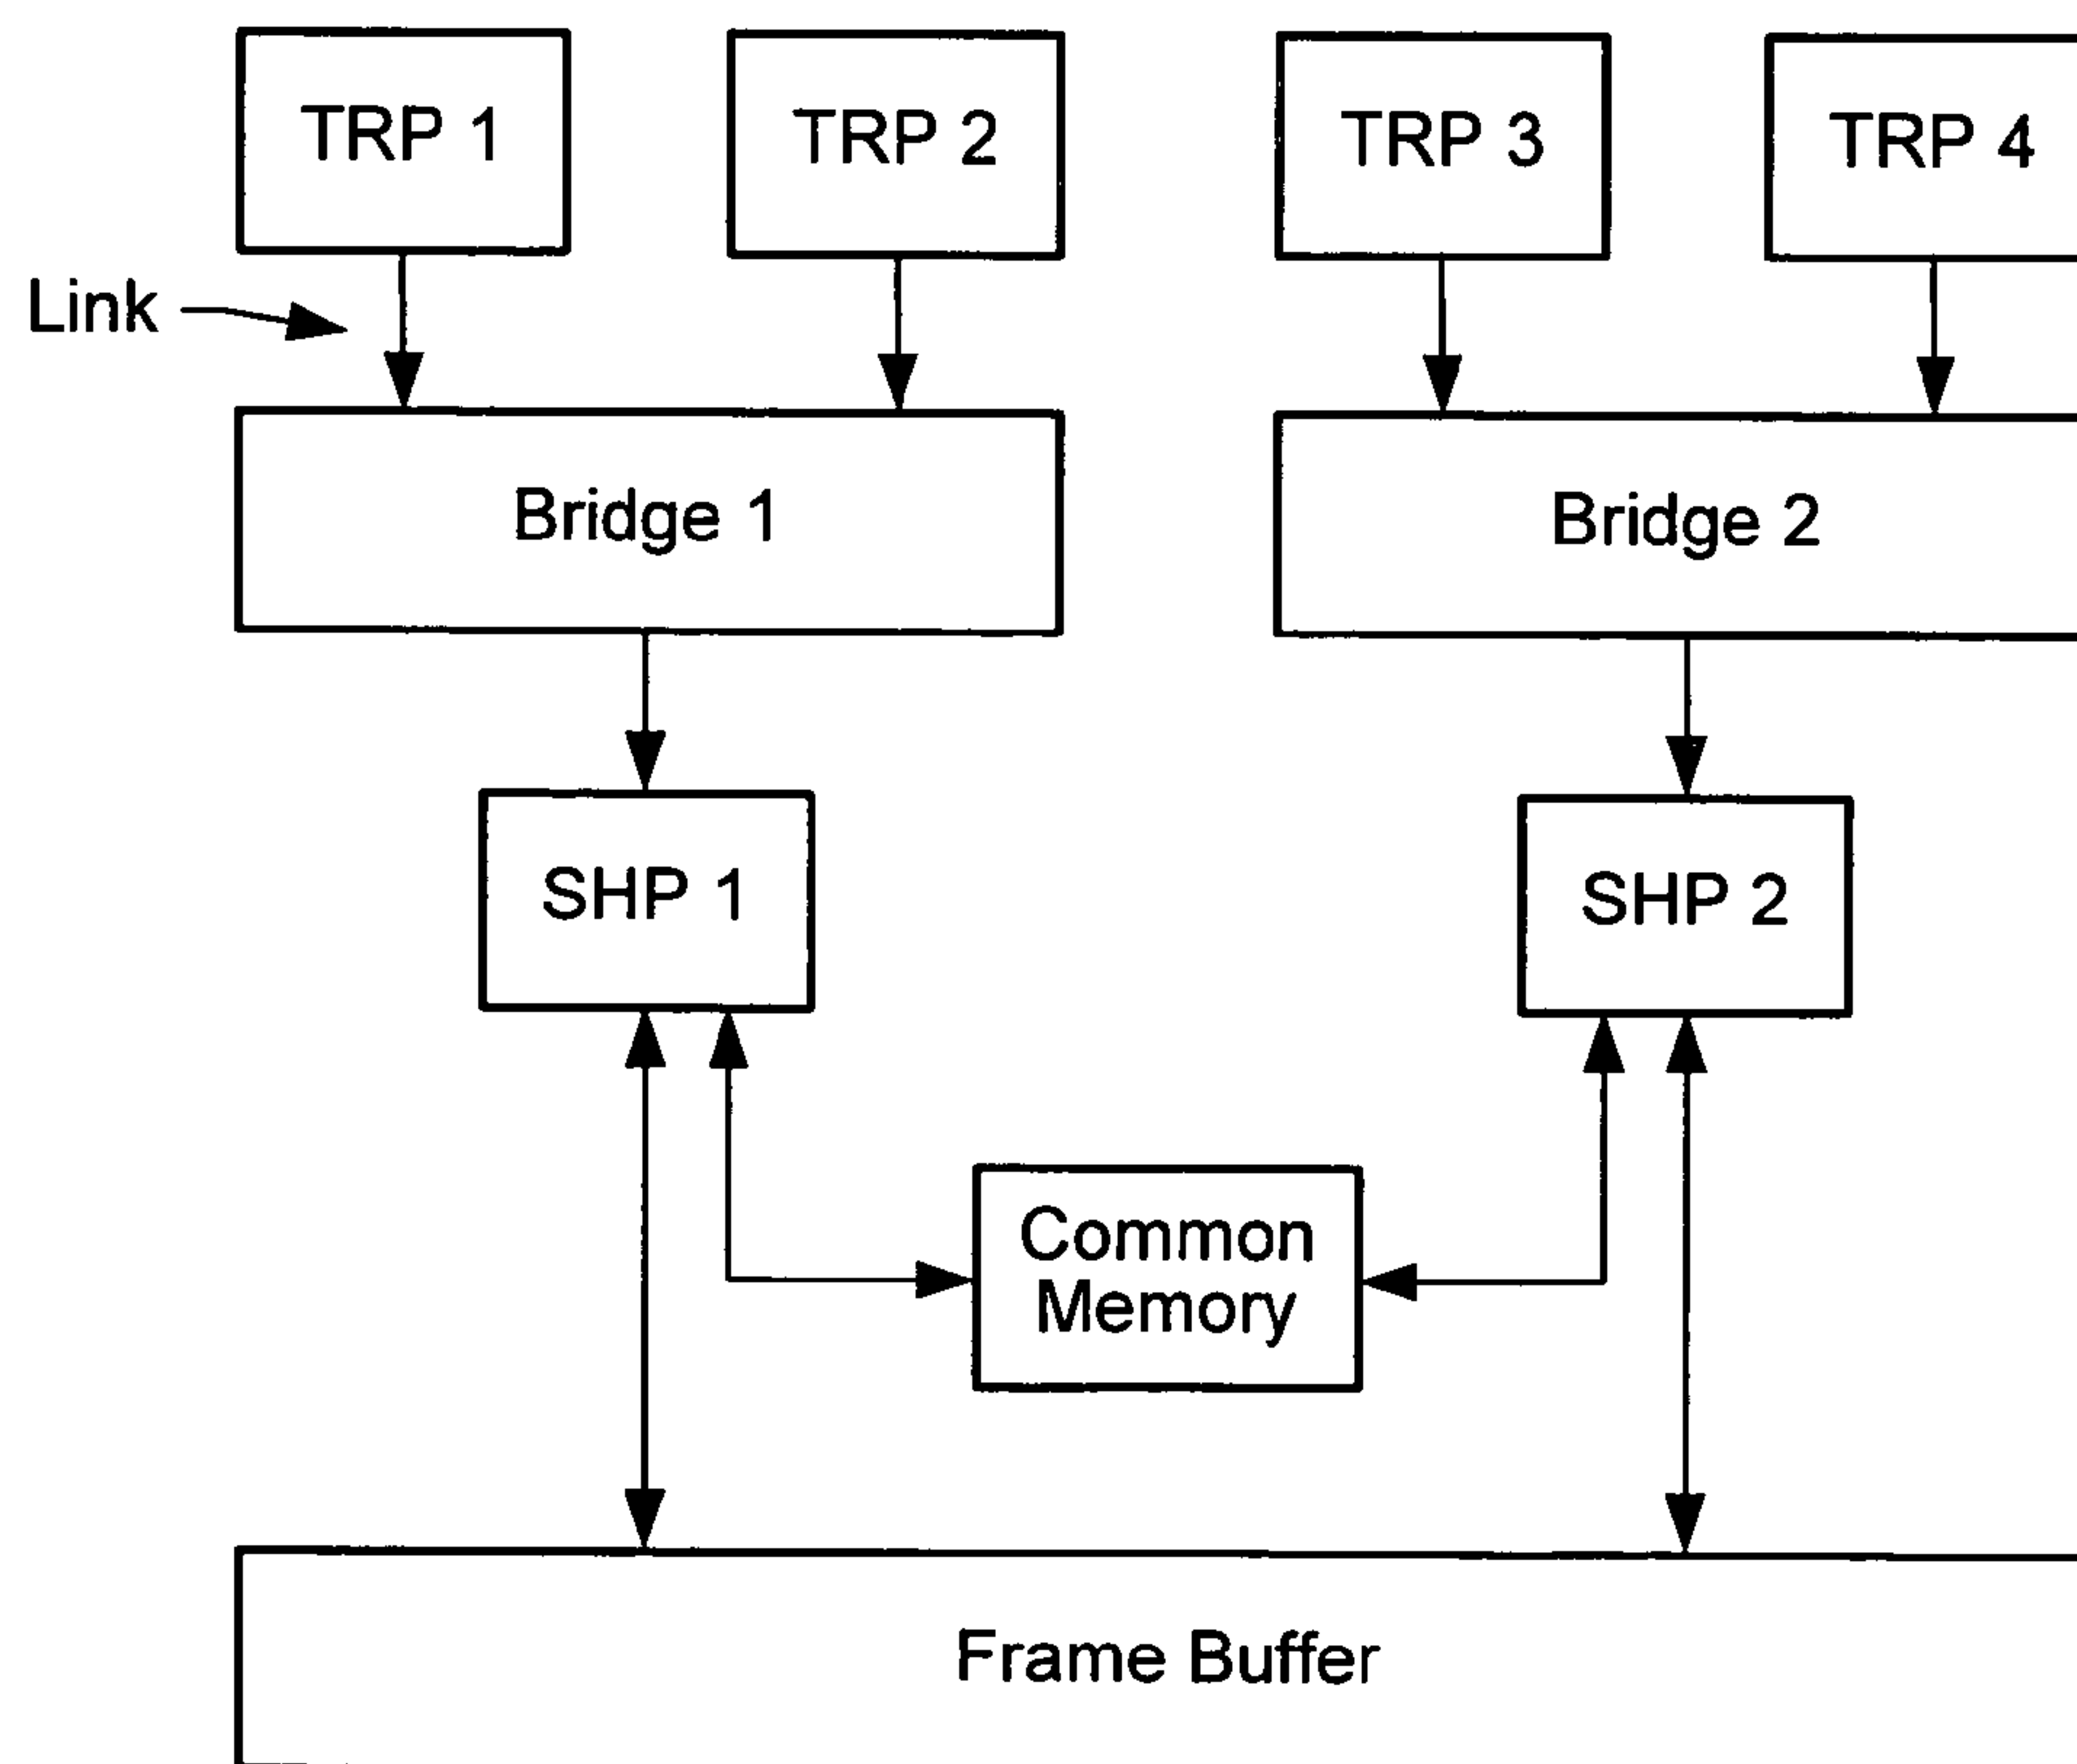 TRP 1
TRP 2
TRP 3
TRP 4
Link
Bridge 1
Bridge 2
SHP 1
SHP 2
Common
Memory
Frame Buffer